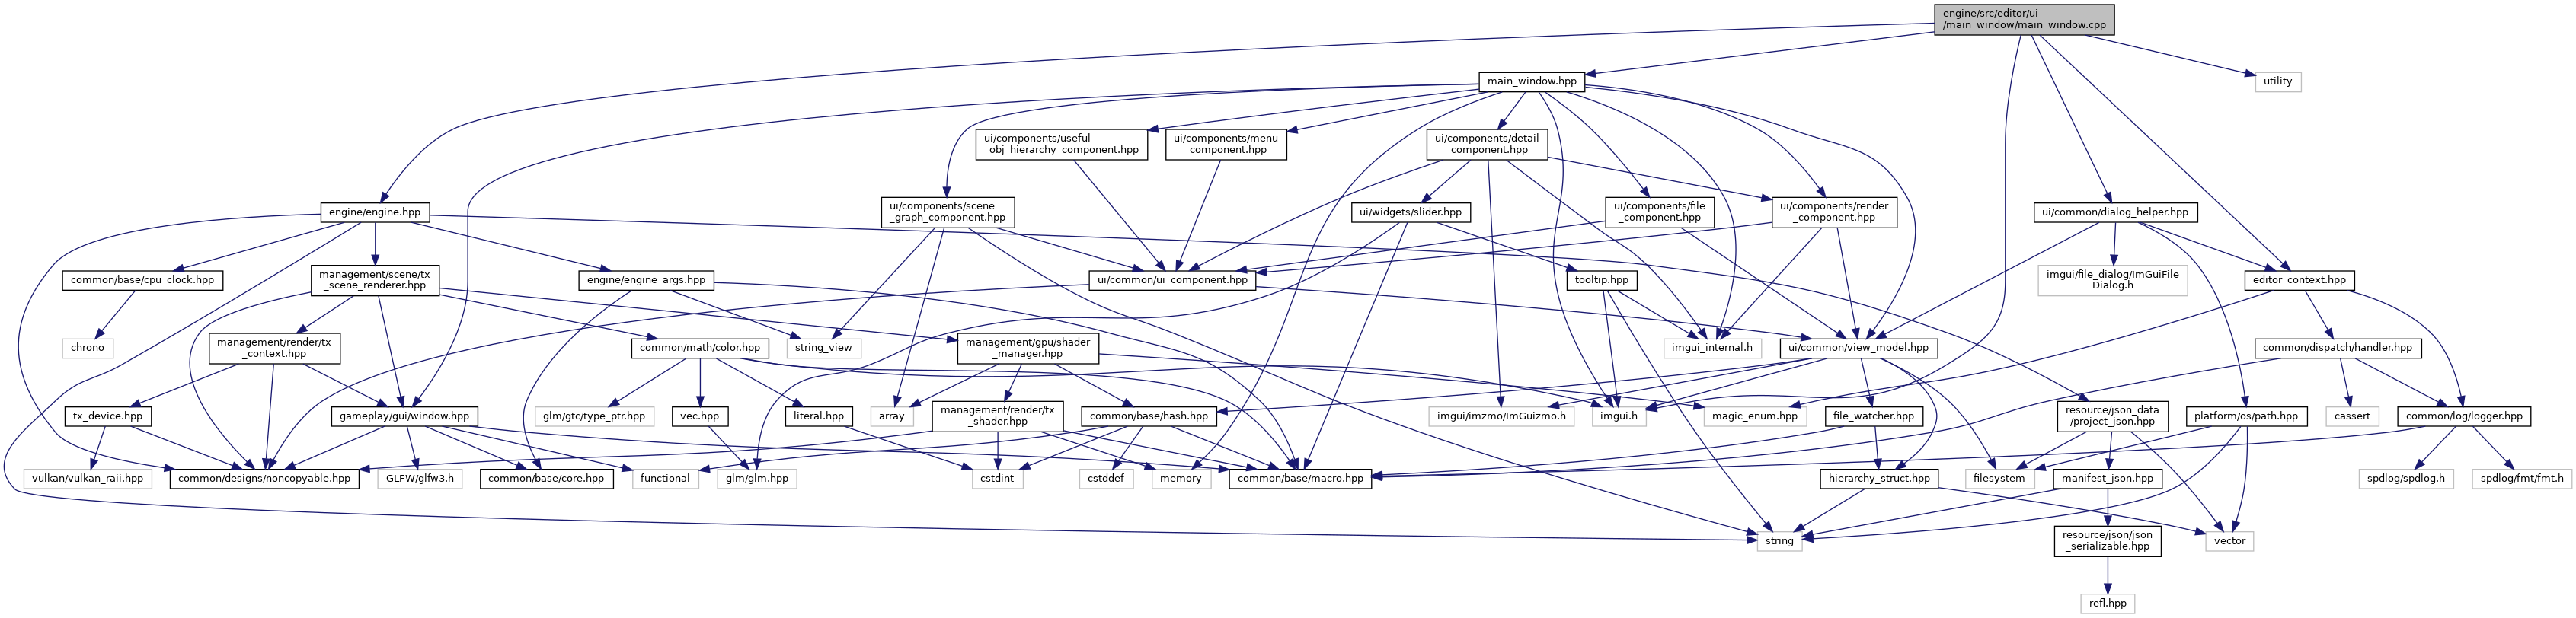 engine/src/editor/ui
/main_window/main_window.cpp
main_window.hpp
utility
ui/components/useful
_obj_hierarchy_component.hpp
ui/components/menu
_component.hpp
ui/components/detail
_component.hpp
engine/engine.hpp
ui/components/scene
_graph_component.hpp
ui/widgets/slider.hpp
ui/components/file
_component.hpp
ui/components/render
_component.hpp
ui/common/dialog_helper.hpp
common/base/cpu_clock.hpp
management/scene/tx
_scene_renderer.hpp
engine/engine_args.hpp
ui/common/ui_component.hpp
tooltip.hpp
imgui/file_dialog/ImGuiFile
Dialog.h
editor_context.hpp
chrono
management/render/tx
_context.hpp
common/math/color.hpp
string_view
management/gpu/shader
_manager.hpp
imgui_internal.h
ui/common/view_model.hpp
common/dispatch/handler.hpp
tx_device.hpp
gameplay/gui/window.hpp
glm/gtc/type_ptr.hpp
vec.hpp
literal.hpp
array
management/render/tx
_shader.hpp
common/base/hash.hpp
imgui/imzmo/ImGuizmo.h
imgui.h
magic_enum.hpp
file_watcher.hpp
resource/json_data
/project_json.hpp
platform/os/path.hpp
cassert
common/log/logger.hpp
vulkan/vulkan_raii.hpp
common/designs/noncopyable.hpp
GLFW/glfw3.h
common/base/core.hpp
functional
glm/glm.hpp
cstdint
cstddef
memory
common/base/macro.hpp
hierarchy_struct.hpp
filesystem
manifest_json.hpp
spdlog/spdlog.h
spdlog/fmt/fmt.h
string
resource/json/json
_serializable.hpp
vector
refl.hpp